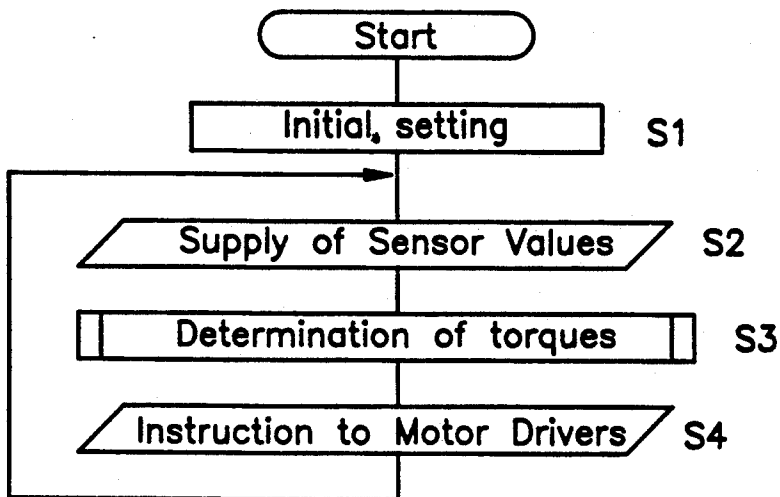 Start
Initial setting S1
Supply of Sensor Values S2
Determination of torques S3
Instruction to Motor Drivers S4